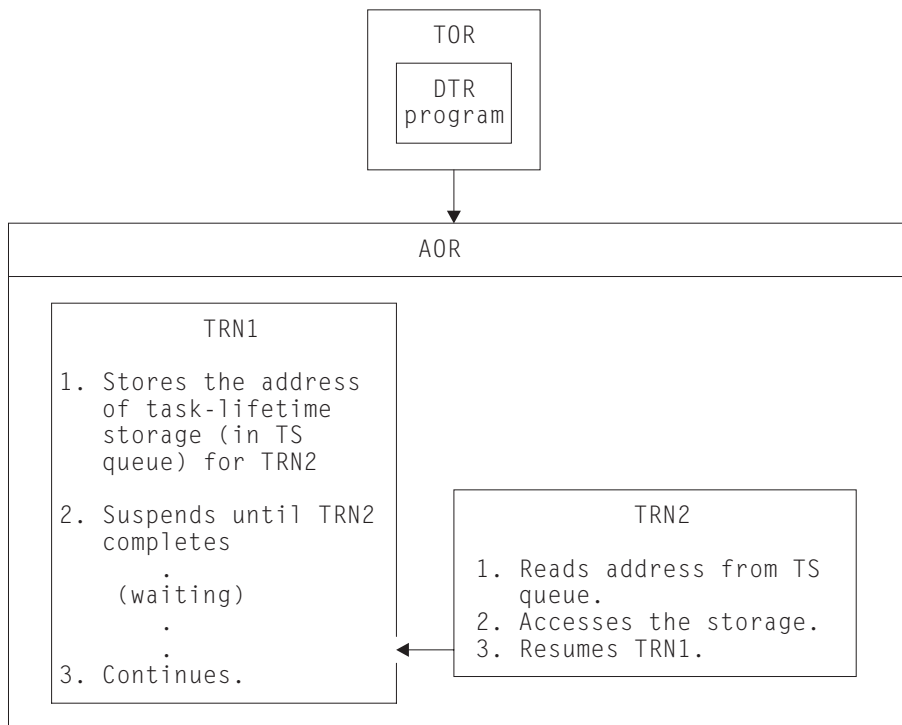 TOR
DTR
program
AOR
TRN1
1. Stores the address
of task-lifetime
storage (in TS
queue) for TRN2
2. Suspends until TRN2
completes
.
(waiting)
.
.
3. Continues.
TRN2
1. Reads address from TS
queue.
2. Accesses the storage.
3. Resumes TRN1.